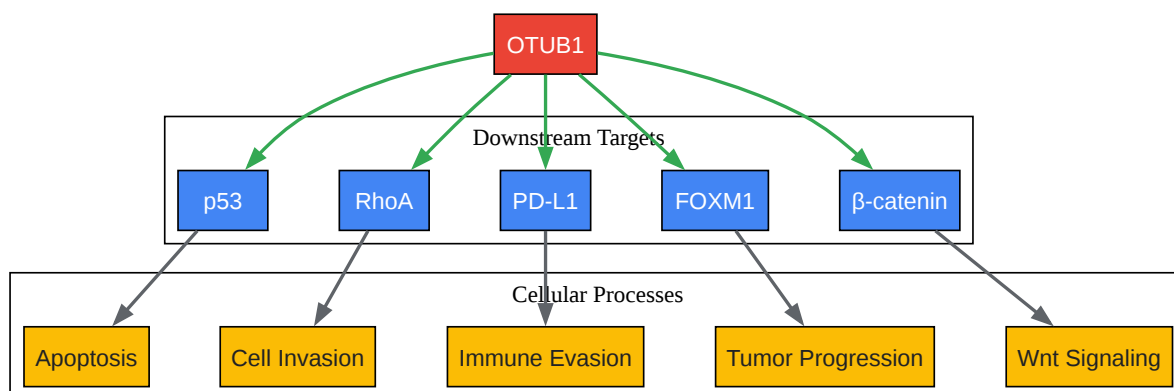 OTUB1
Downstream Targets
p53
RhoA
PD-L1
FOXM1
β-catenin
Cellular Processes
Apoptosis
Cell Invasion
Immune Evasion
Tumor Progression
Wnt Signaling